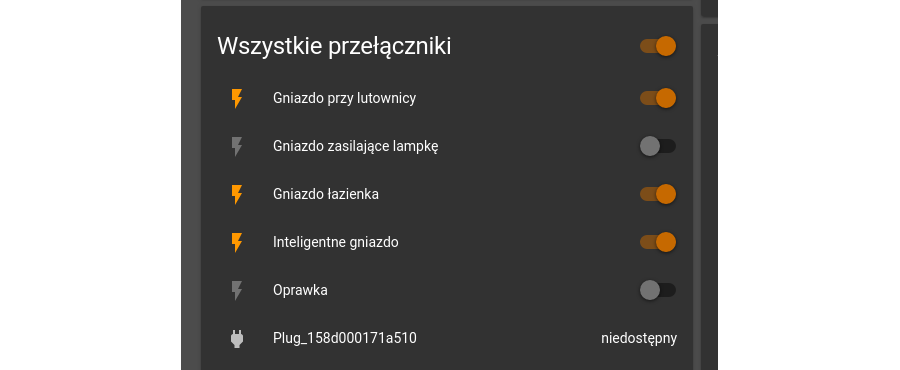 Wszystkie przełączniki
Gniazdo przy lutownicy
Gniazdo zasilające lampkę
Gniazdo łazienka
Inteligentne gniazdo
Oprawka
Plug_158d000171a510 niedostępny